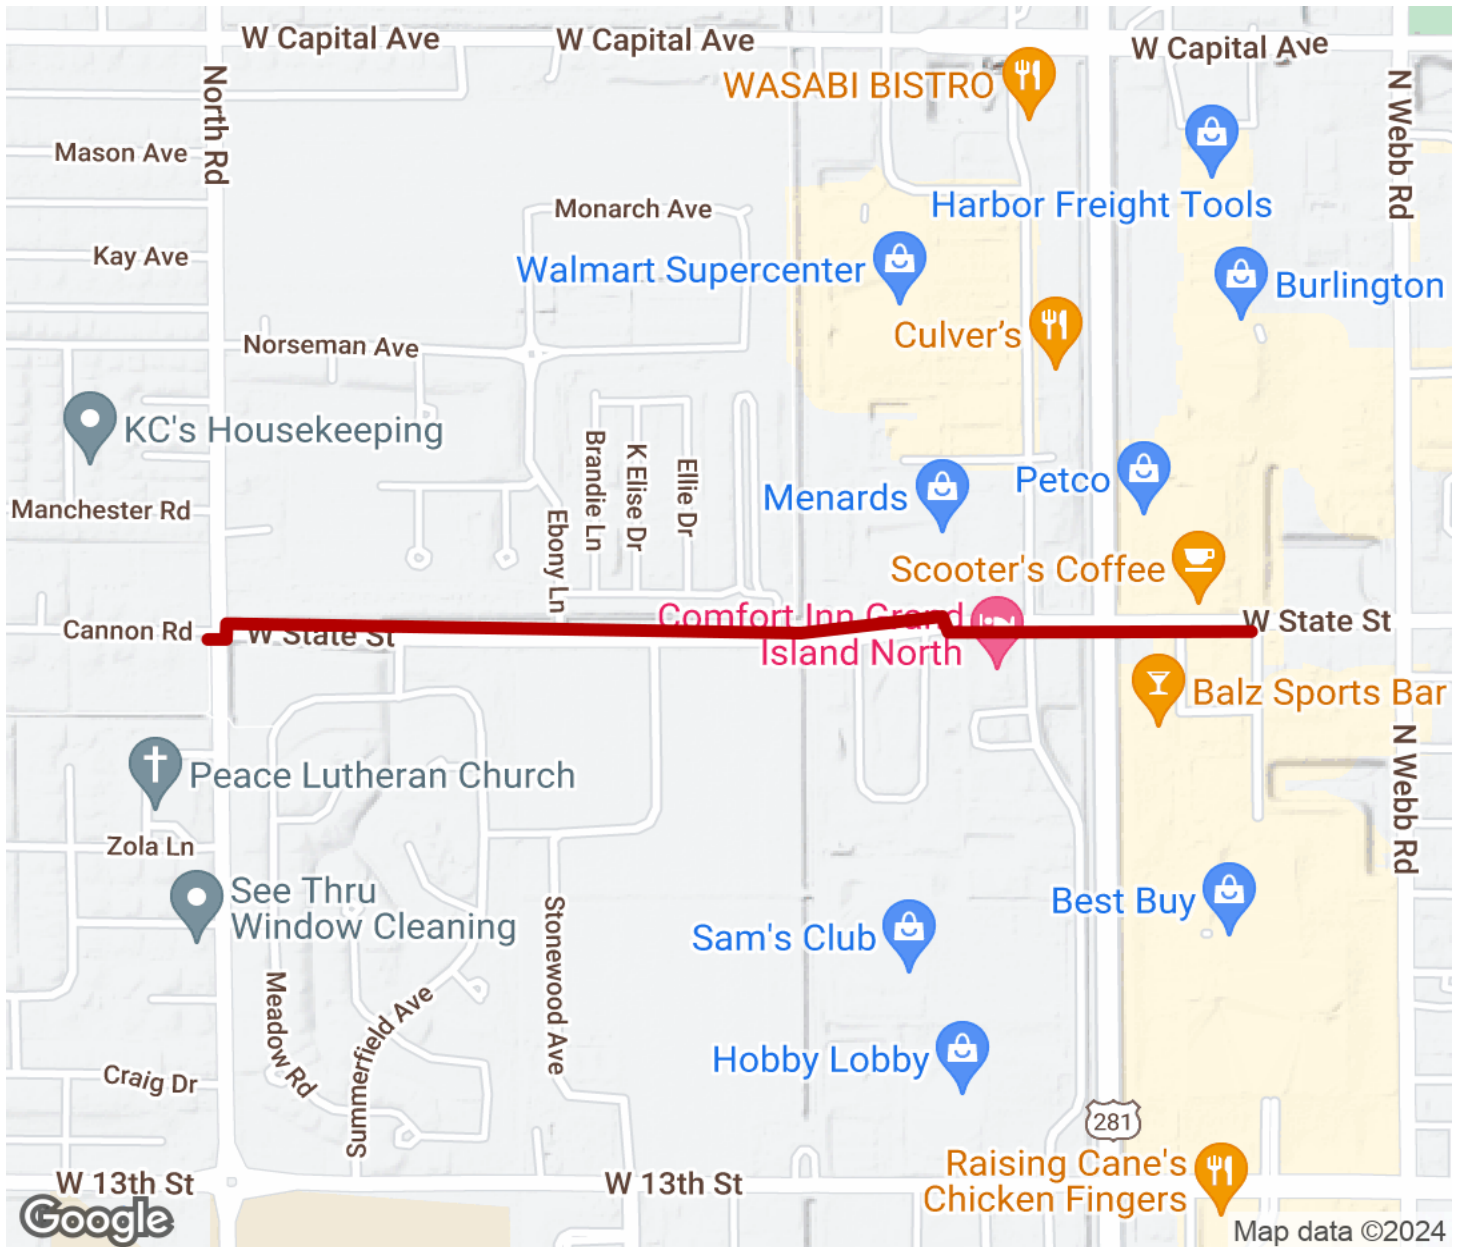 W Capital Ave
W Capital Ave
W Capital Ave
North Rd
WASABI BISTRO
N Webb Rd
Mason Ave
Monarch Ave
Harbor Freight Tools
Kay Ave
Walmart Supercenter
Burlington
Norseman Ave
Culver's
KC's Housekeeping
Brandie Ln
K Elise Dr
Ellie Dr
Menards
Petco
Manchester Rd
Ebony Ln
Scooter's Coffee
Cannon Rd
W State St
Comfort Inn Grand
Island North
W State St
Balz Sports Bar
Peace Lutheran Church
N Webb Rd
Zola Ln
See Thru
Window Cleaning
Stonewood Ave
Sam's Club
Best Buy
Meadow Rd
Summerfield Ave
Hobby Lobby
Craig Dr
281
W 13th St
W 13th St
Raising Cane's
Chicken Fingers
Google
Map data ©2024